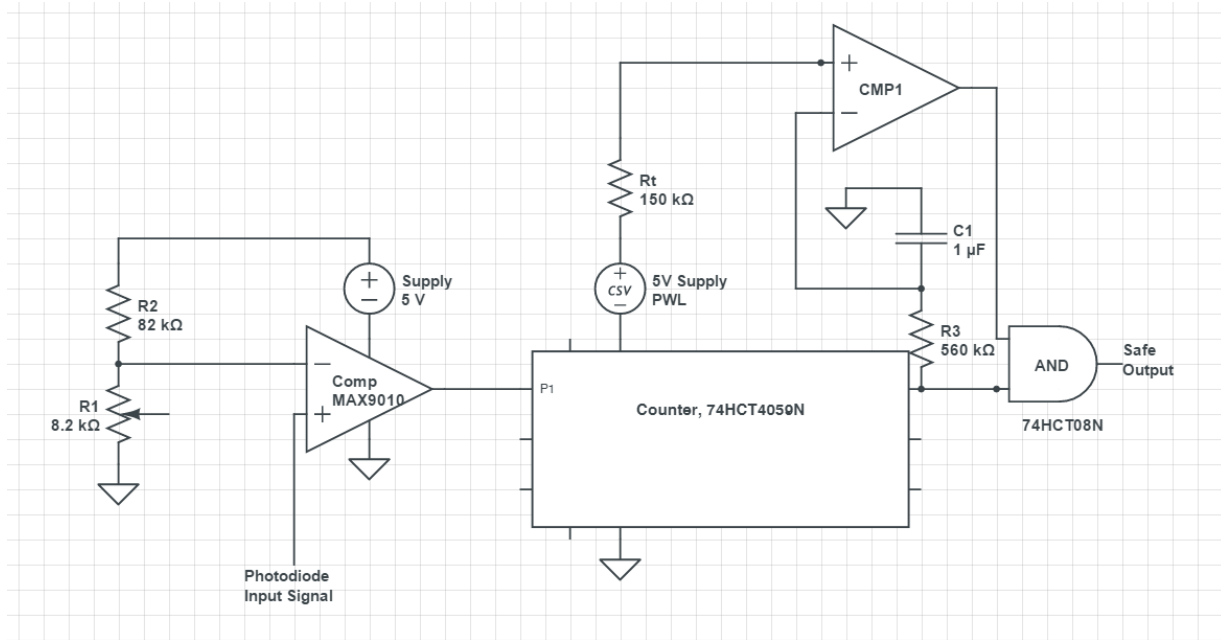 CMP1
Rt
150 kΩ
C1
1 µF
Supply
5 V
CSV
5V Supply
PWL
R2
82 kΩ
R3
560 kΩ
Safe
Output
AND
Comp
MAX9010
P1
R1
8.2 kΩ
Counter, 74HCT4059N
74HCT08N
Photodiode
Input Signal